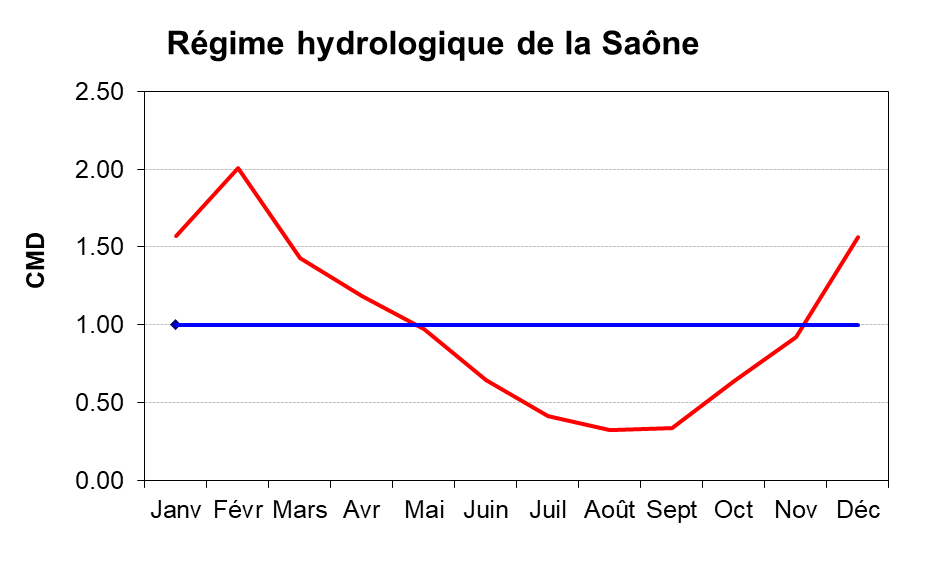 Régime hydrologique de la Saône
2.50
2.00
1.50
1.00
0.50
0.00
CMD
Janv Févr Mars Avr Mai Juin Juil Août Sept Oct Nov Déc